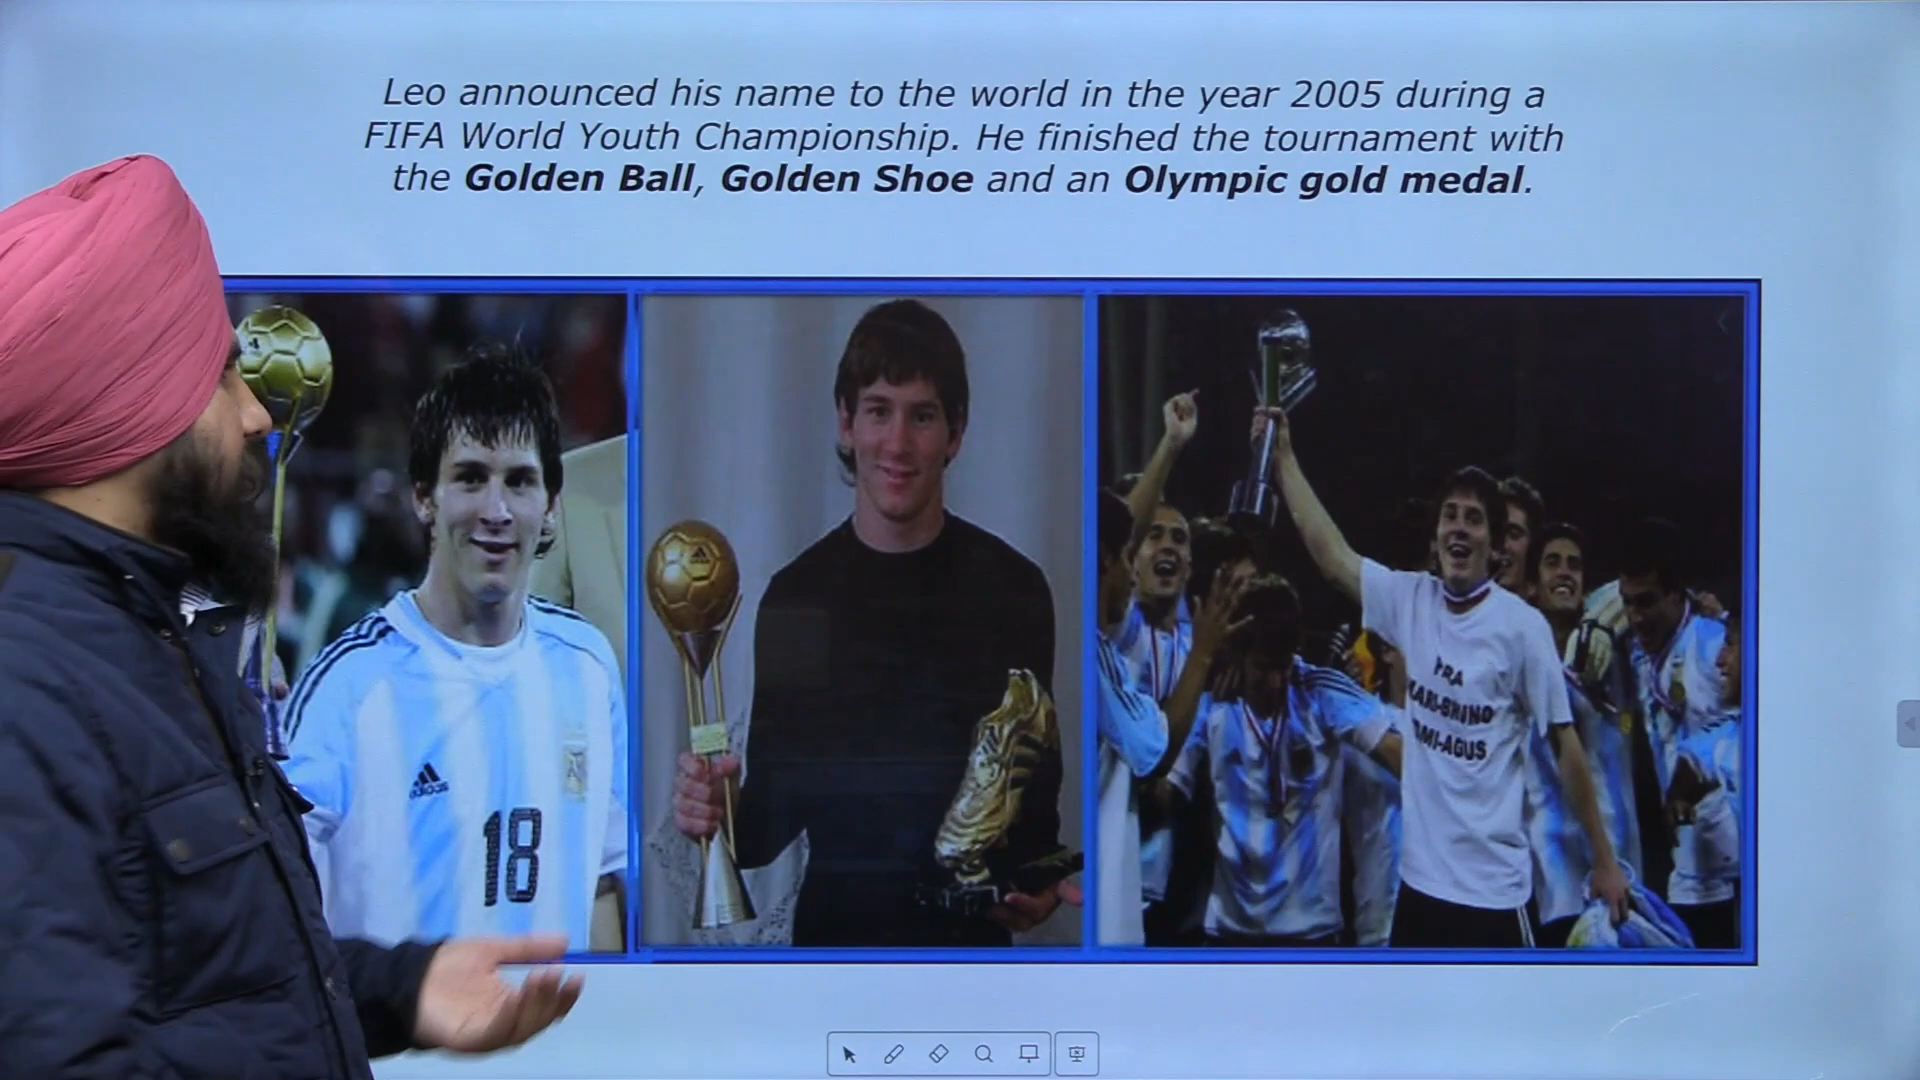 Leo announced his name to the world in the year 2005 during a
FIFA World Youth Championship. He finished the tournament with
the Golden Ball, Golden Shoe and an Olympic gold medal.
adidas
18